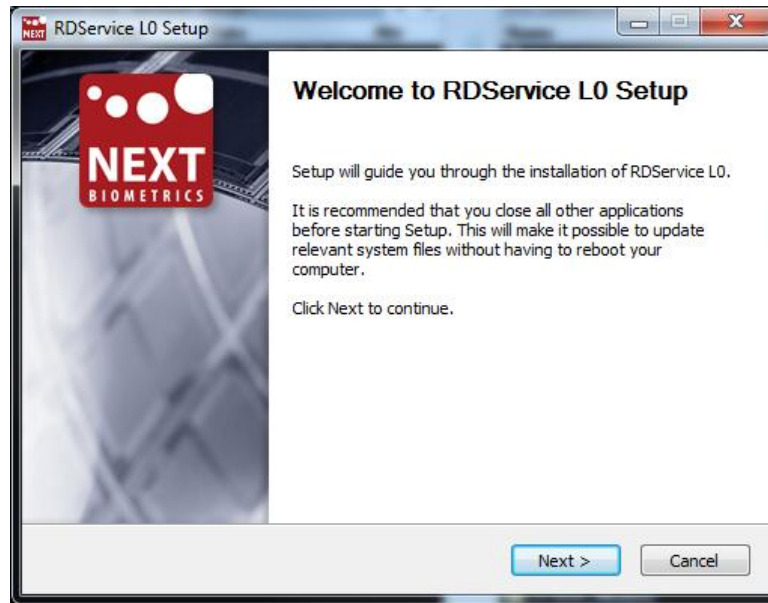 NEXT
RDService L0 Setup
NEXT
BIOMETRICS
Welcome to RDService L0 Setup
Setup will guide you through the installation of RDService L0.
It is recommended that you close all other applications
before starting Setup. This will make it possible to update
relevant system files without having to reboot your
computer.
Click Next to continue.
Next >
Cancel